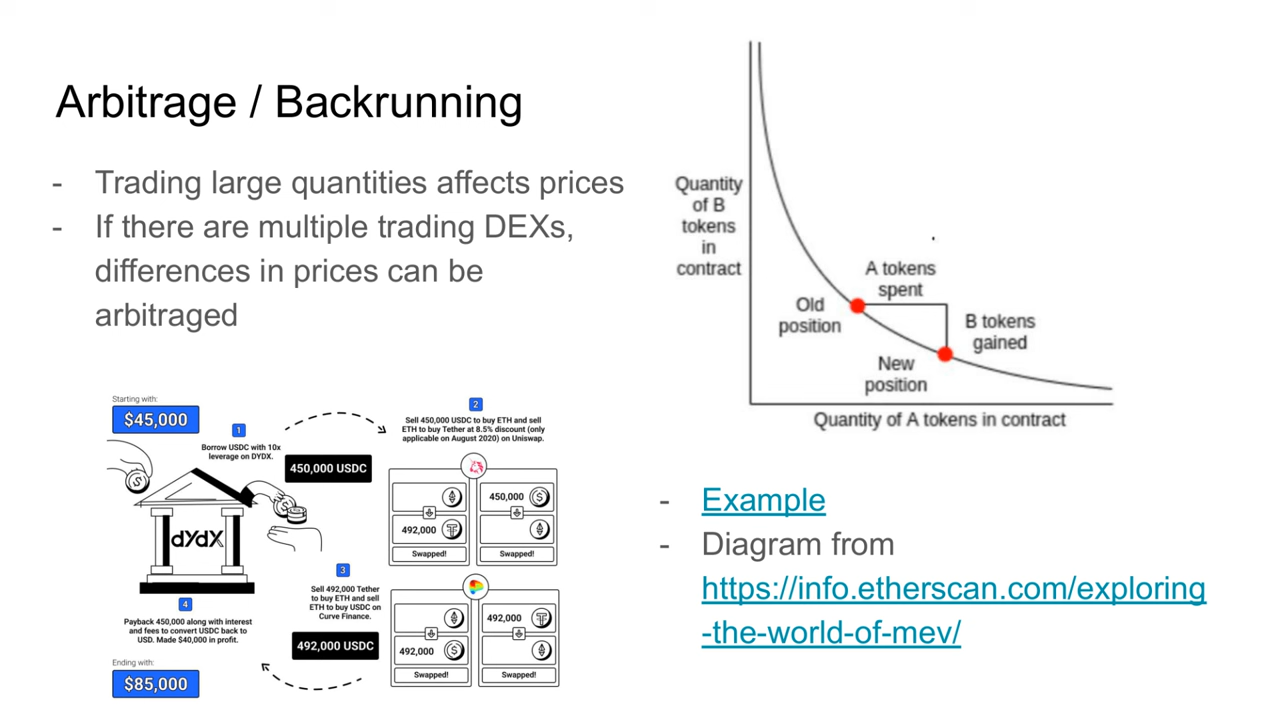 Arbitrage / Backrunning
- Trading large quantities affects prices
- If there are multiple trading DEXs,
differences in prices can be
arbitraged
Starting with:
$45,000
1
Borrow USDC with 10x
leverage on DYDX.
450,000 USDC
2
Sell 450,000 USDC to buy ETH and sell
ETH to buy Tether at 8.5% discount (only
applicable on August 2020) on Uniswap.
450,000
492,000
Swapped!
Swapped!
dYdX
3
Sell 492,000 Tether
to buy ETH and sell
ETH to buy USDC on
Curve Finance.
492,000 USDC
492,000
492,000
Swapped!
Swapped!
4
Payback 450,000 along with interest
and fees to convert USDC back to
USD. Made $40,000 in profit.
Ending with:
$85,000
Quantity
of B
tokens
in
contract
A tokens
spent
Old
position
B tokens
gained
New
position
Quantity of A tokens in contract
- Example
- Diagram from
https://info.etherscan.com/exploring
-the-world-of-mev/